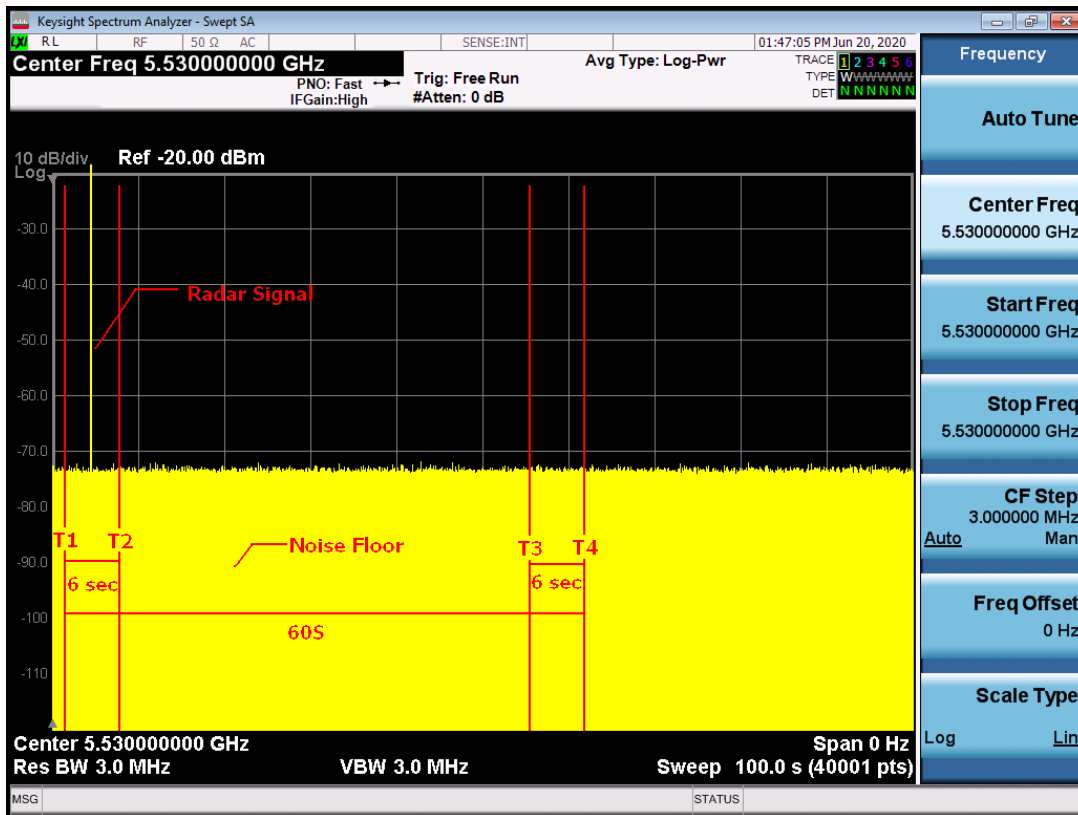 Keysight Spectrum Analyzer - Swept SA
LXI RL RF 50 Ω AC SENSE:INT 01:47:05 PM Jun 20, 2020
Center Freq 5.530000000 GHz
PNO: Fast
IFGain:High
Trig: Free Run
#Atten: 0 dB
Avg Type: Log-Pwr
TRACE 1 2 3 4 5 6
TYPE WWWWWWW
DET N N N N N N
10 dB/div
Log
Ref -20.00 dBm
-30.0
-40.0
Radar Signal
-50.0
-60.0
-70.0
-80.0
T1 T2 Noise Floor T3 T4
-90.0
6 sec 6 sec
-100
60S
-110
Center 5.530000000 GHz Span 0 Hz
Res BW 3.0 MHz VBW 3.0 MHz Sweep 100.0 s (40001 pts)
MSG STATUS
Frequency
Auto Tune
Center Freq
5.530000000 GHz
Start Freq
5.530000000 GHz
Stop Freq
5.530000000 GHz
CF Step
3.000000 MHz
Auto Man
Freq Offset
0 Hz
Scale Type
Log Lin